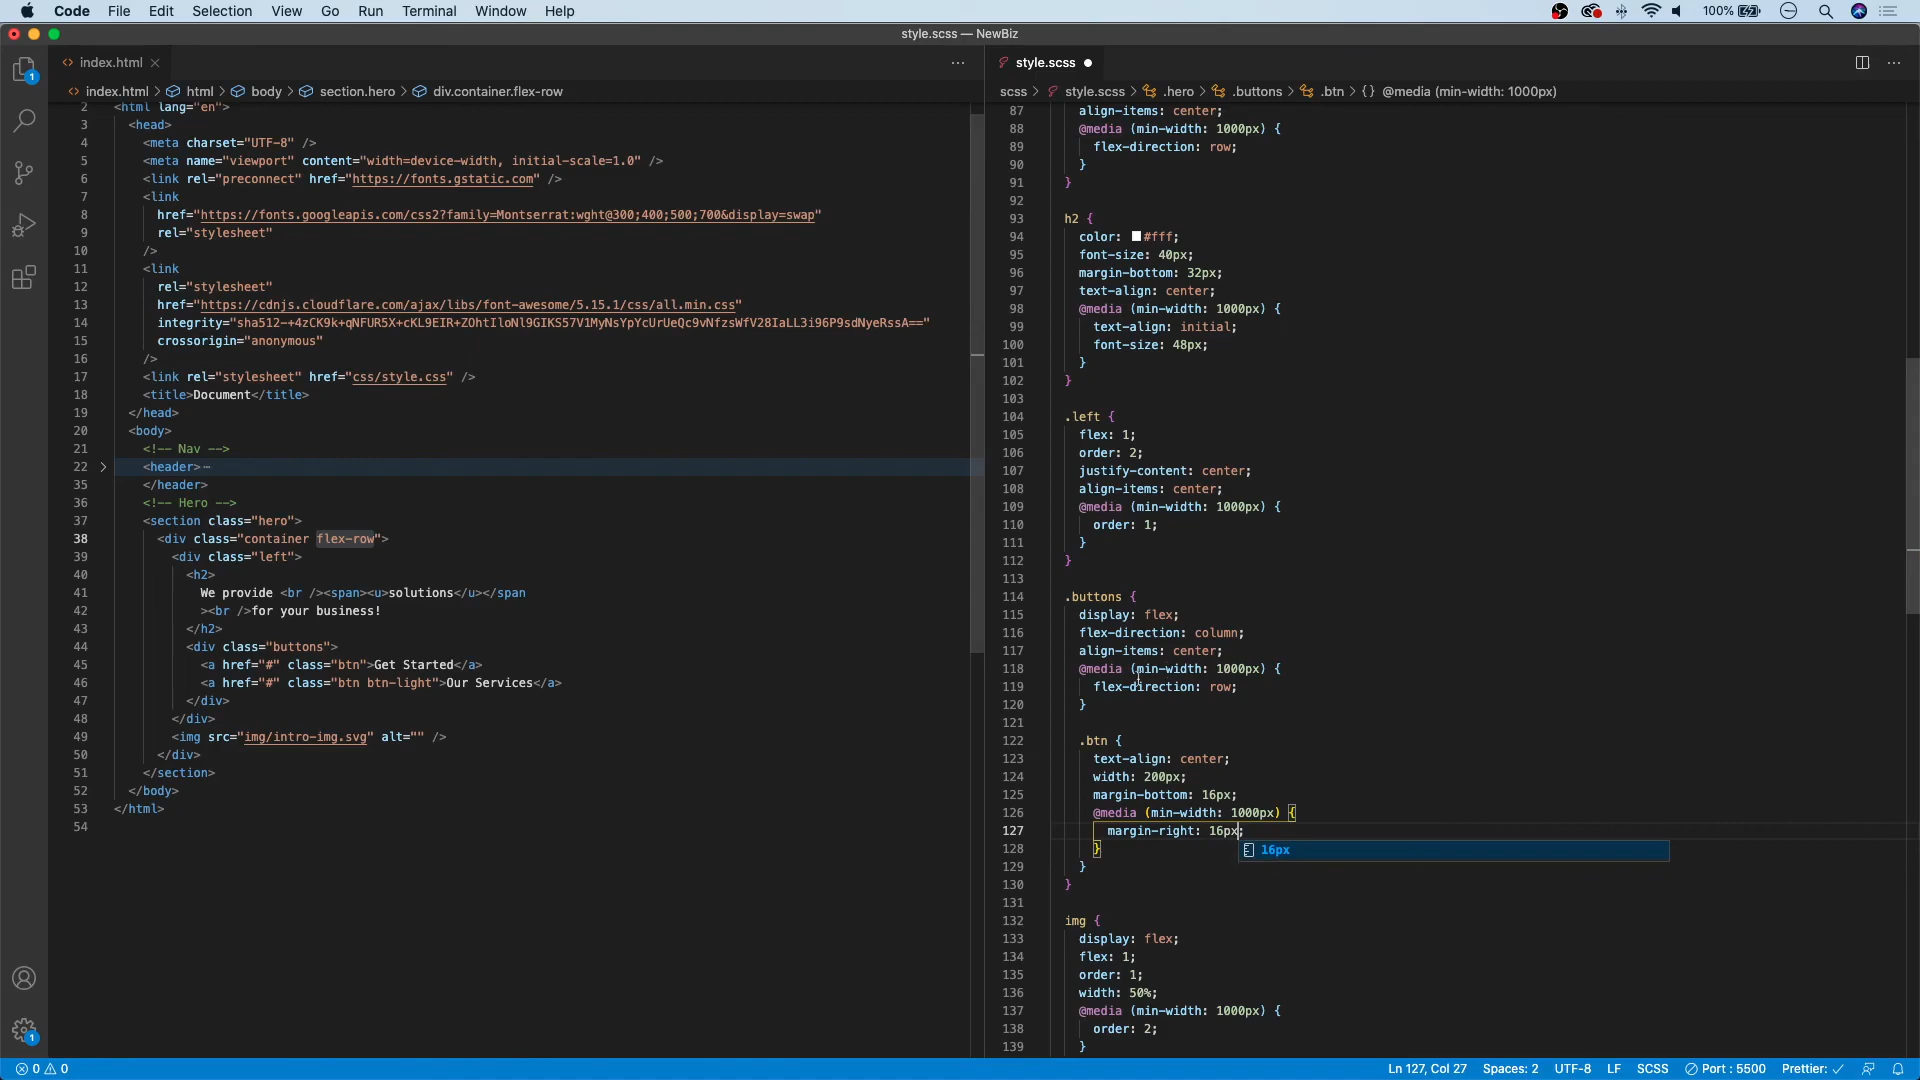 Code File Edit Selection View Go Run Terminal Window Help 100%
style.scss — NewBiz
index.html
index.html > html > body > section.hero > div.container.flex-row
2 <html lang="en">
3 <head>
4 <meta charset="UTF-8" />
5 <meta name="viewport" content="width=device-width, initial-scale=1.0" />
6 <link rel="preconnect" href="https://fonts.gstatic.com" />
7 <link
8 href="https://fonts.googleapis.com/css2?family=Montserrat:wght@300;400;500;700&display=swap"
9 rel="stylesheet"
10 />
11 <link
12 rel="stylesheet"
13 href="https://cdnjs.cloudflare.com/ajax/libs/font-awesome/5.15.1/css/all.min.css"
14 integrity="sha512-+4zCK9k+qNFUR5X+cKL9EIR+ZOhtIloNl9GIKS57V1MyNsYpYcUrUeQc9vNfzsWfV28IaLL3i96P9sdNyeRssA=="
15 crossorigin="anonymous"
16 />
17 <link rel="stylesheet" href="css/style.css" />
18 <title>Document</title>
19 </head>
20 <body>
21 <!-- Nav -->
22 <header>⋯
35 </header>
36 <!-- Hero -->
37 <section class="hero">
38 <div class="container flex-row">
39 <div class="left">
40 <h2>
41 We provide <br /><span><u>solutions</u></span
42 ><br />for your business!
43 </h2>
44 <div class="buttons">
45 <a href="#" class="btn">Get Started</a>
46 <a href="#" class="btn btn-light">Our Services</a>
47 </div>
48 </div>
49 <img src="img/intro-img.svg" alt="" />
50 </div>
51 </section>
52 </body>
53 </html>
54
style.scss
scss > style.scss > .hero > .buttons > .btn > {} @media (min-width: 1000px)
87 align-items: center;
88 @media (min-width: 1000px) {
89 flex-direction: row;
90 }
91 }
92
93 h2 {
94 color: #fff;
95 font-size: 40px;
96 margin-bottom: 32px;
97 text-align: center;
98 @media (min-width: 1000px) {
99 text-align: initial;
100 font-size: 48px;
101 }
102 }
103
104 .left {
105 flex: 1;
106 order: 2;
107 justify-content: center;
108 align-items: center;
109 @media (min-width: 1000px) {
110 order: 1;
111 }
112 }
113
114 .buttons {
115 display: flex;
116 flex-direction: column;
117 align-items: center;
118 @media (min-width: 1000px) {
119 flex-direction: row;
120 }
121
122 .btn {
123 text-align: center;
124 width: 200px;
125 margin-bottom: 16px;
126 @media (min-width: 1000px) {
127 margin-right: 16px;
128 }
16px
129 }
130 }
131
132 img {
133 display: flex;
134 flex: 1;
135 order: 1;
136 width: 50%;
137 @media (min-width: 1000px) {
138 order: 2;
139 }
1
1
0 0
Ln 127, Col 27 Spaces: 2 UTF-8 LF SCSS Port : 5500 Prettier: ✓